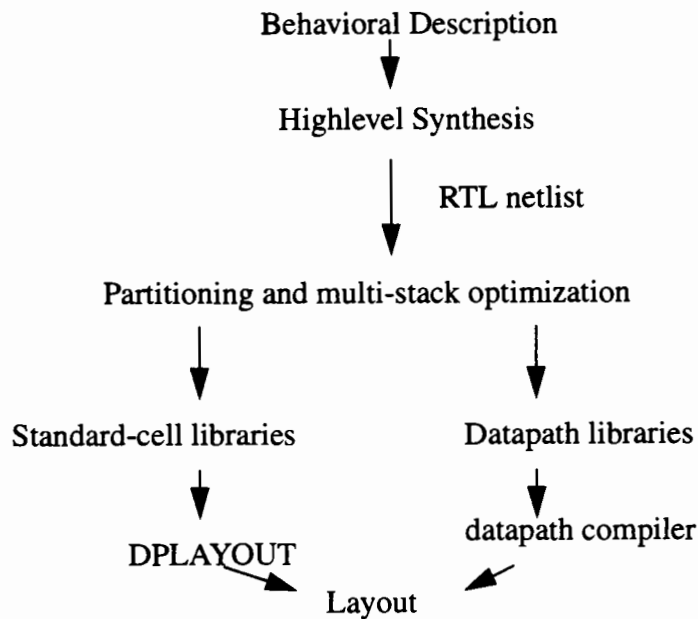 Behavioral Description
Highlevel Synthesis
RTL netlist
Partitioning and multi-stack optimization
Standard-cell libraries
Datapath libraries
DPLAYOUT
datapath compiler
Layout